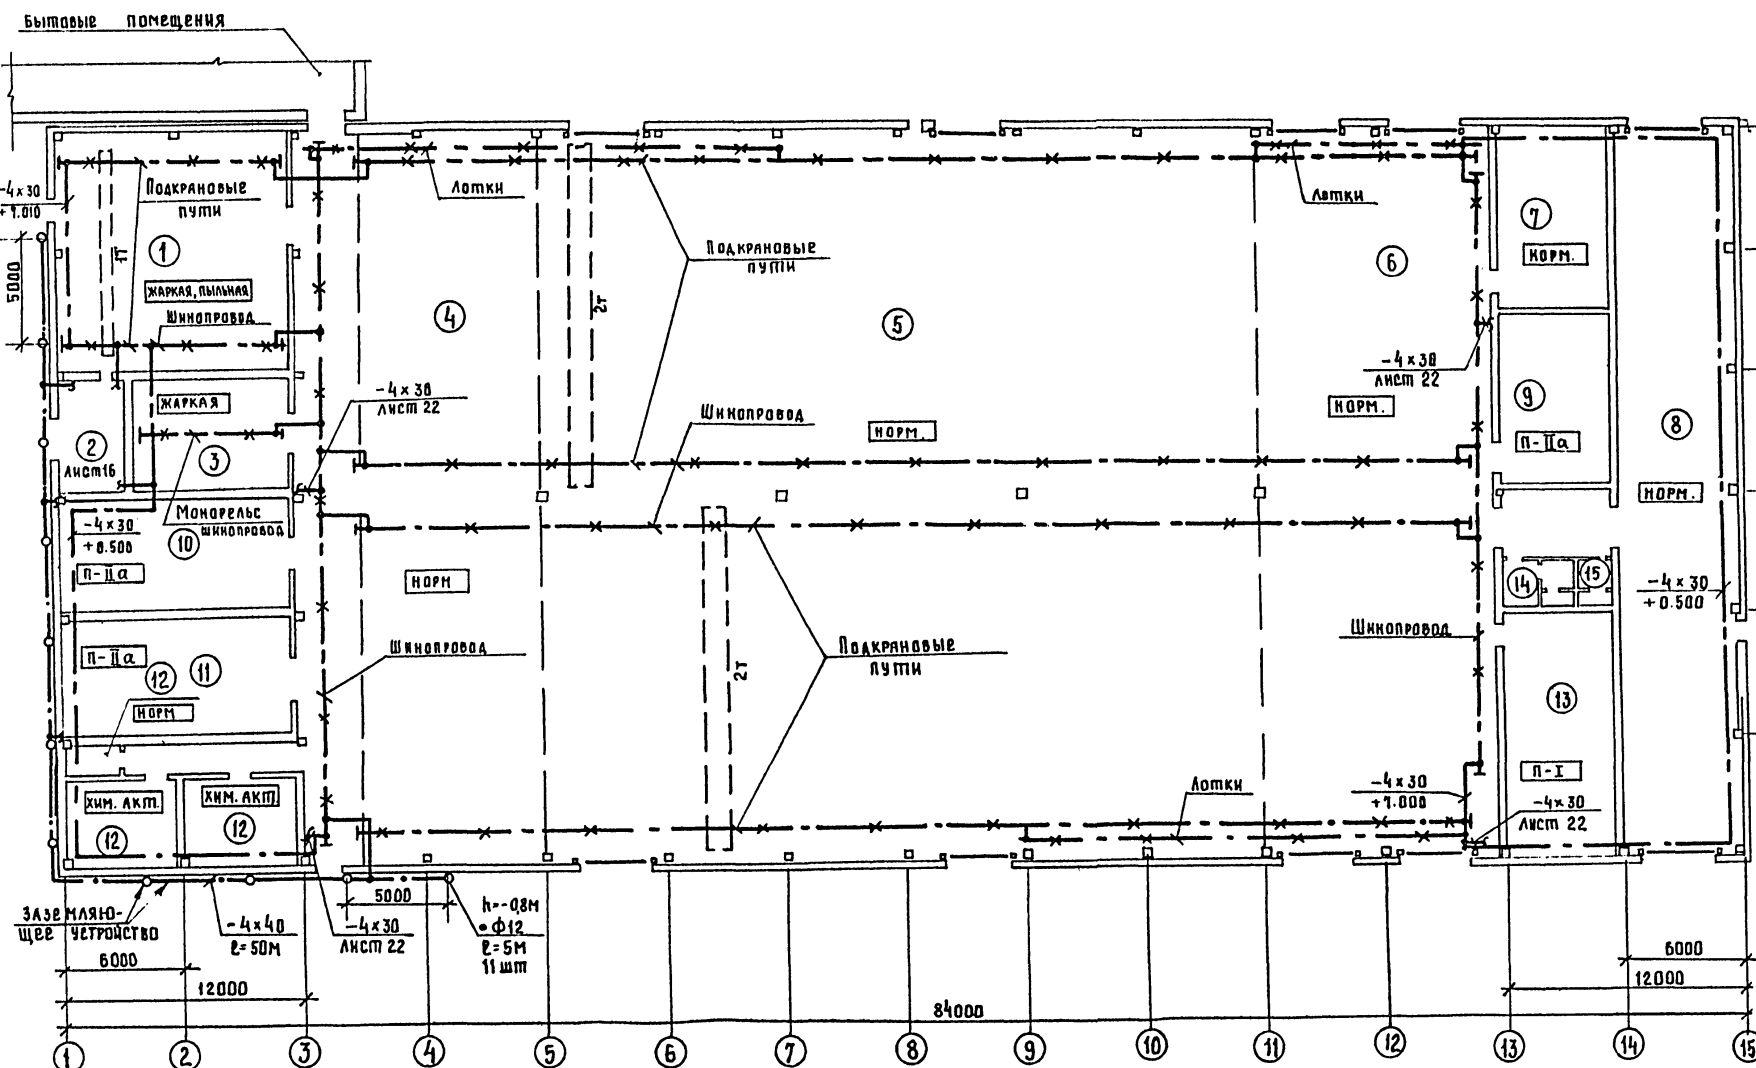 Бытовые помещения
-4×30
Подкрановые
пути
Лотки
Лотки
5000
1
1т
жаркая, пыльная
Шинопровод
4
2т
Подкрановые
пути
5
6
7
норм.
-4×30
лист 22
жаркая
-4×30
лист 22
Шинопровод
норм.
норм.
9
П-IIа
8
норм.
2
лист 16
3
Монорельс
шинопровод
10
-4×30
+0.500
П-IIа
норм
14
15
-4×30
+0.500
П-IIа
12
11
норм
Шинопровод
2т
Подкрановые
пути
Шинопровод
13
П-I
хим. акт.
12
хим. акт.
12
Лотки
-4×30
-4×30
лист 22
Заземляю-
щее устройство
-4×40
ℓ=50м
5000
-4×30
лист 22
h=-0,8м
•ф12
ℓ=5м
11 шт
6000
12000
84000
6000
12000
1 2 3 4 5 6 7 8 9 10 11 12 13 14 15